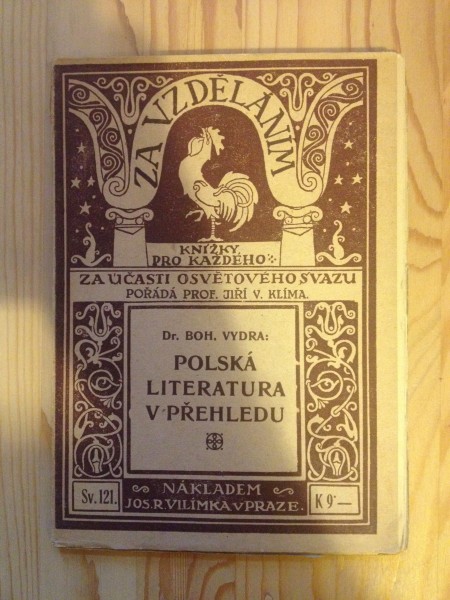 ZA VZDĚLÁNÍM
KNÍŽKY
PRO KAŽDÉHO
ZA ÚČASTI OSVĚTOVÉHO SVAZU
POŘÁDÁ PROF. JIŘÍ V. KLÍMA.
Dr. BOH. VYDRA:
POLSKÁ
LITERATURA
V PŘEHLEDU
Sv. 121.
NÁKLADEM
JOS. R. VILÍMKA V PRAZE.
K 9·—